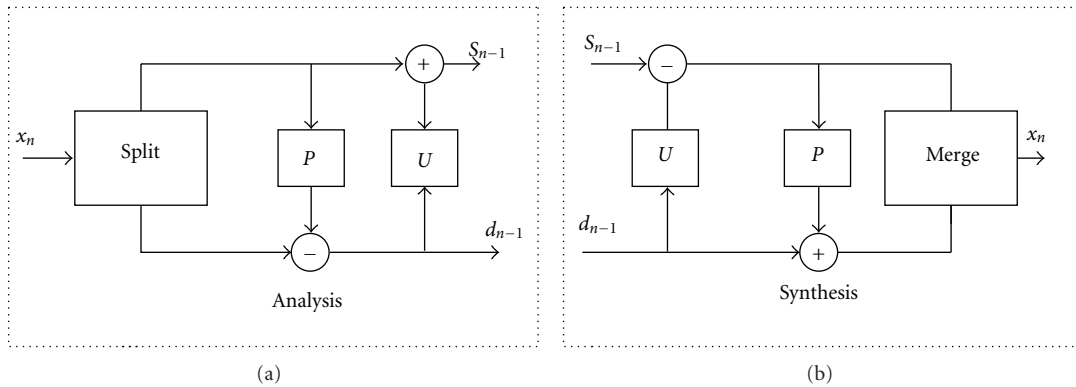 S_{n−1}
x_n
Split
+
P
U
−
d_{n−1}
Analysis
(a)
S_{n−1}
−
U
P
Merge
x_n
d_{n−1}
+
Synthesis
(b)